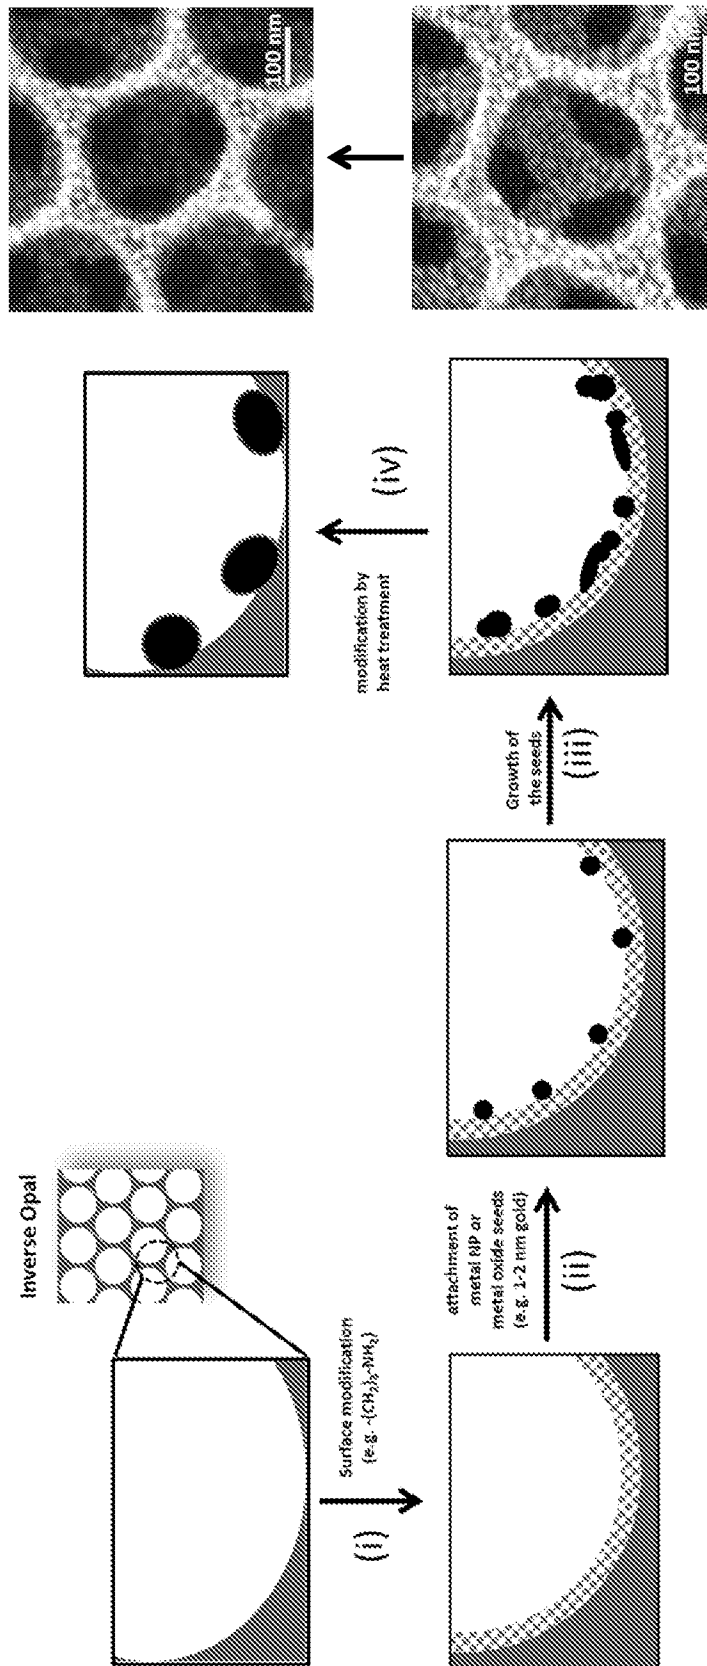 Inverse Opal
(i)
Surface modification
(e.g. -(CH₂)₃-NH₂)
(ii)
attachment of
metal NP or
metal oxide seeds
(e.g. 1-2 nm gold)
Growth of
the seeds
(iii)
modification by
heat treatment
(iv)
100 nm
100 nm